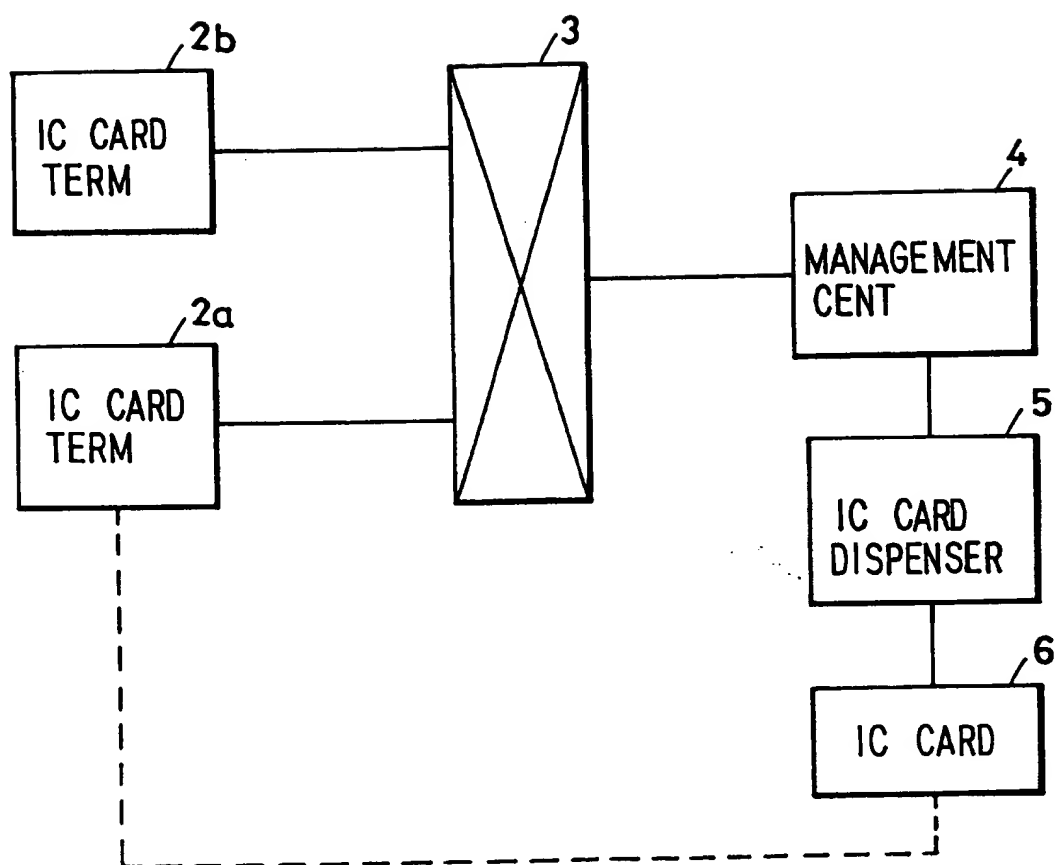 2b
IC CARD
TERM
3
4
MANAGEMENT
CENT
2a
IC CARD
TERM
5
IC CARD
DISPENSER
6
IC CARD